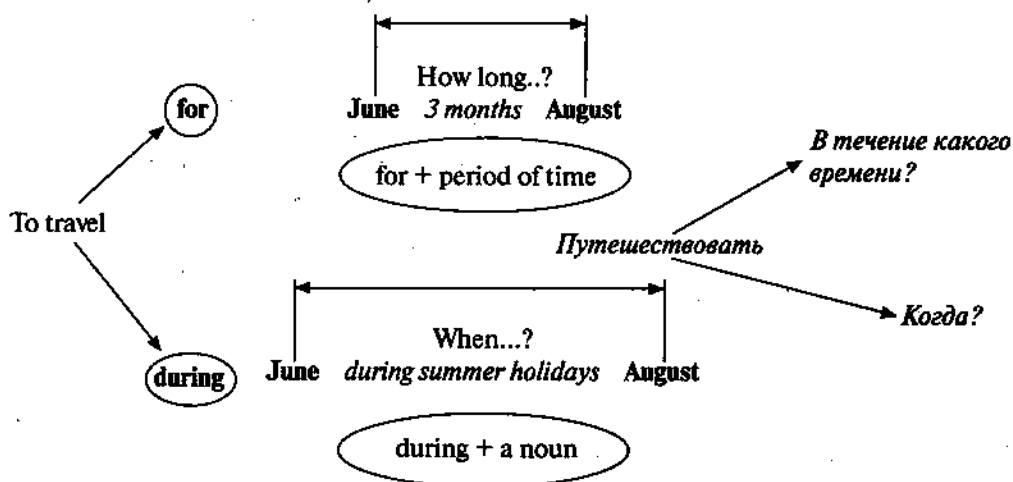 How long..?
for
June 3 months August
for + period of time
В течение какого
времени?
To travel
Путешествовать
Когда?
When...?
during
June during summer holidays August
during + a noun